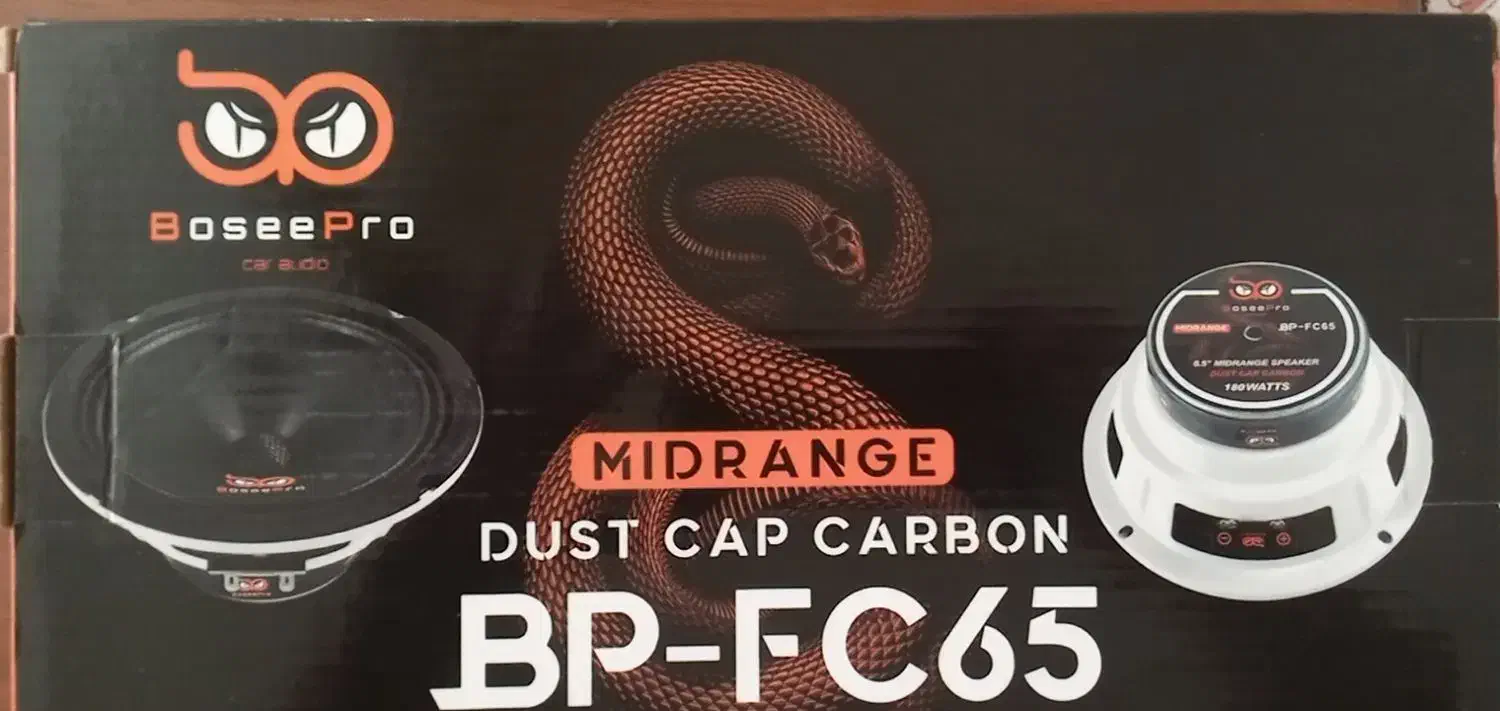 BoseePro
car audio
MIDRANGE
DUST CAP CARBON
BP-FC65
BoseePro
BoseePro
MIDRANGE BP-FC65
6.5" MIDRANGE SPEAKER
DUST CAP CARBON
180WATTS